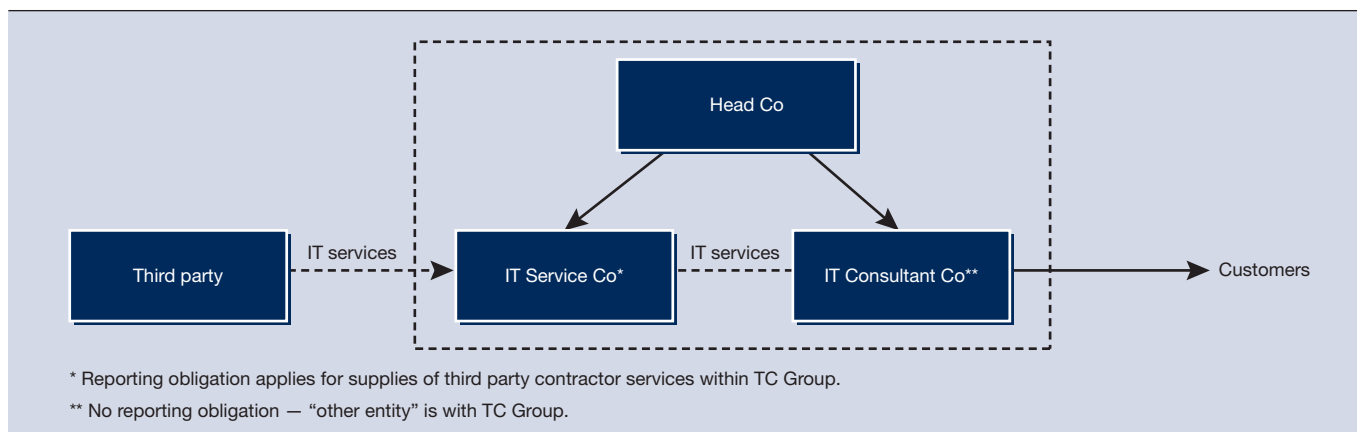 Head Co
Third party
IT services
IT Service Co*
IT services
IT Consultant Co**
Customers
* Reporting obligation applies for supplies of third party contractor services within TC Group.
** No reporting obligation — “other entity” is with TC Group.